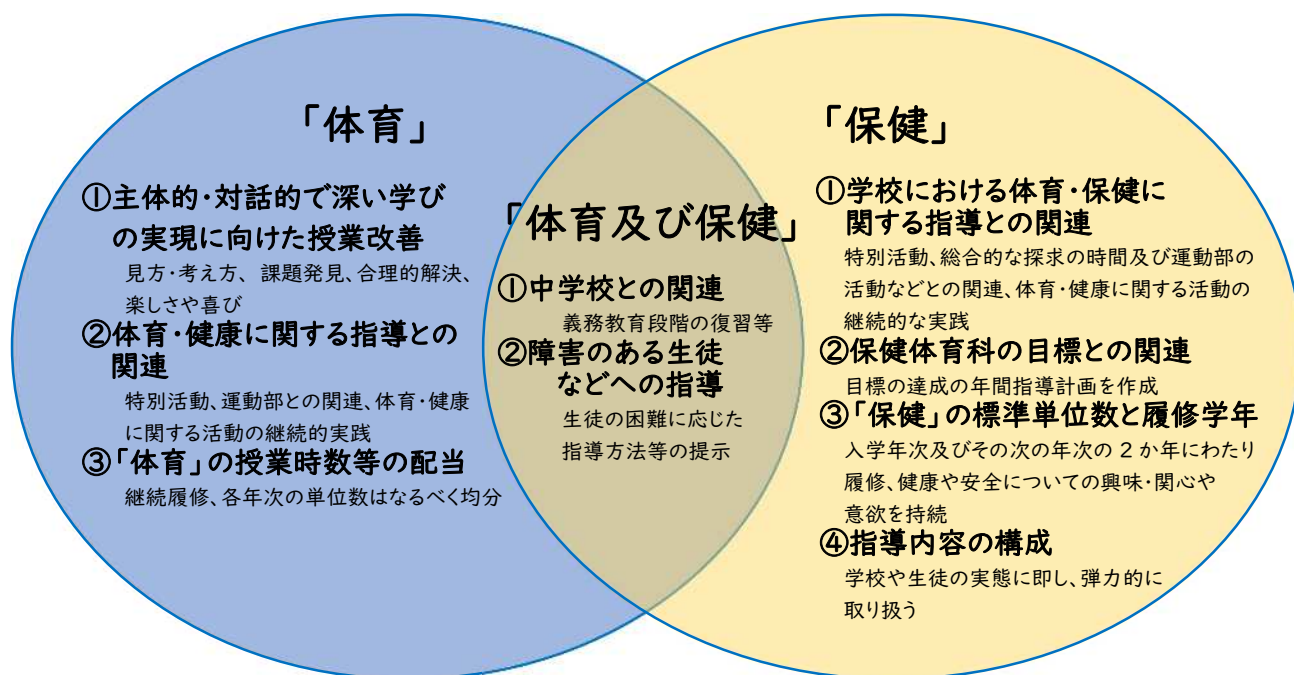 「体育」
①主体的・対話的で深い学び
の実現に向けた授業改善
見方・考え方、課題発見、合理的解決、
楽しさや喜び
②体育・健康に関する指導との
関連
特別活動、運動部との関連、体育・健康
に関する活動の継続的実践
③「体育」の授業時数等の配当
継続履修、各年次の単位数はなるべく均分
「体育及び保健」
①中学校との関連
義務教育段階の復習等
②障害のある生徒
などへの指導
生徒の困難に応じた
指導方法等の提示
「保健」
①学校における体育・保健に
関する指導との関連
特別活動、総合的な探求の時間及び運動部の
活動などとの関連、体育・健康に関する活動の
継続的な実践
②保健体育科の目標との関連
目標の達成の年間指導計画を作成
③「保健」の標準単位数と履修学年
入学年次及びその次の年次の 2 か年にわたり
履修、健康や安全についての興味・関心や
意欲を持続
④指導内容の構成
学校や生徒の実態に即し、弾力的に
取り扱う